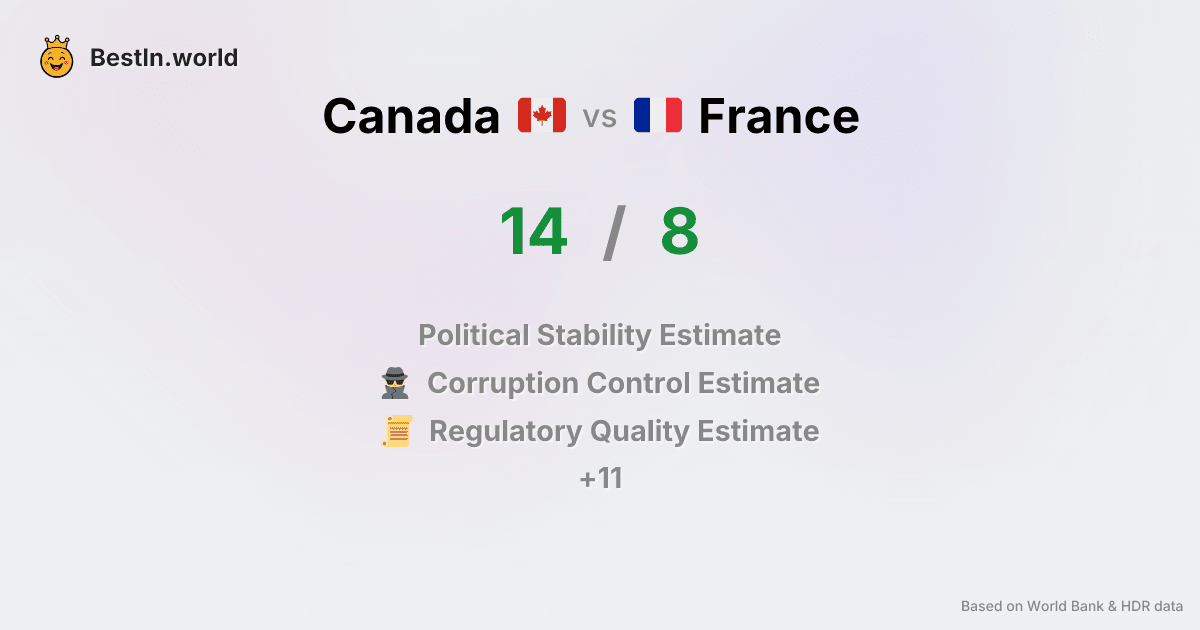 BestIn.world
Canada vs France
14 / 8
Political Stability Estimate
Corruption Control Estimate
Regulatory Quality Estimate
+11
Based on World Bank & HDR data